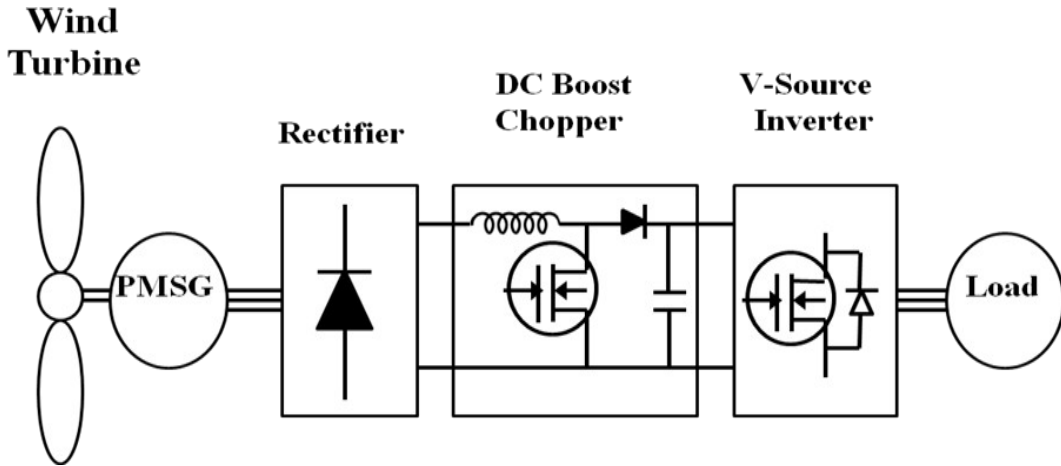 Wind
Turbine
Rectifier
DC Boost
Chopper
V-Source
Inverter
PMSG
Load